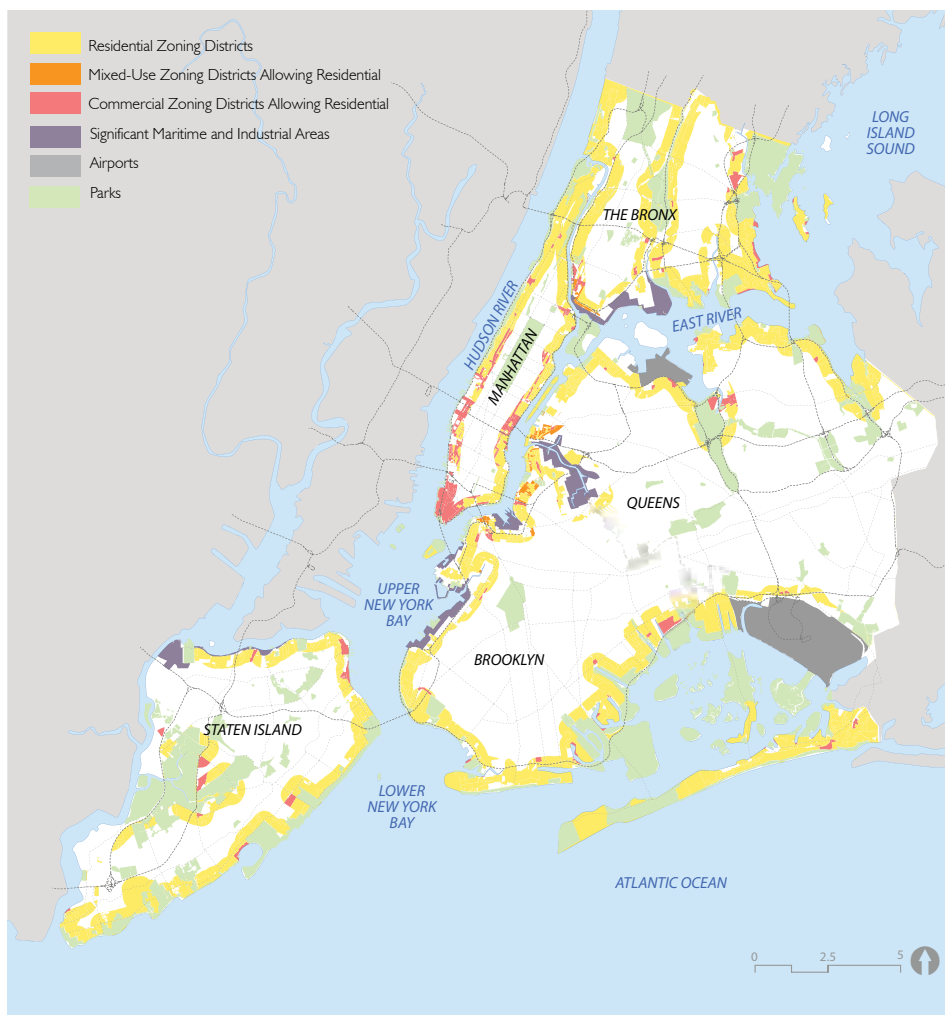 Residential Zoning Districts
Mixed-Use Zoning Districts Allowing Residential
Commercial Zoning Districts Allowing Residential
Significant Maritime and Industrial Areas
Airports
Parks
LONG
ISLAND
SOUND
THE BRONX
HUDSON RIVER
EAST RIVER
MANHATTAN
QUEENS
UPPER
NEW YORK
BAY
BROOKLYN
STATEN ISLAND
LOWER
NEW YORK
BAY
ATLANTIC OCEAN
0 2.5 5